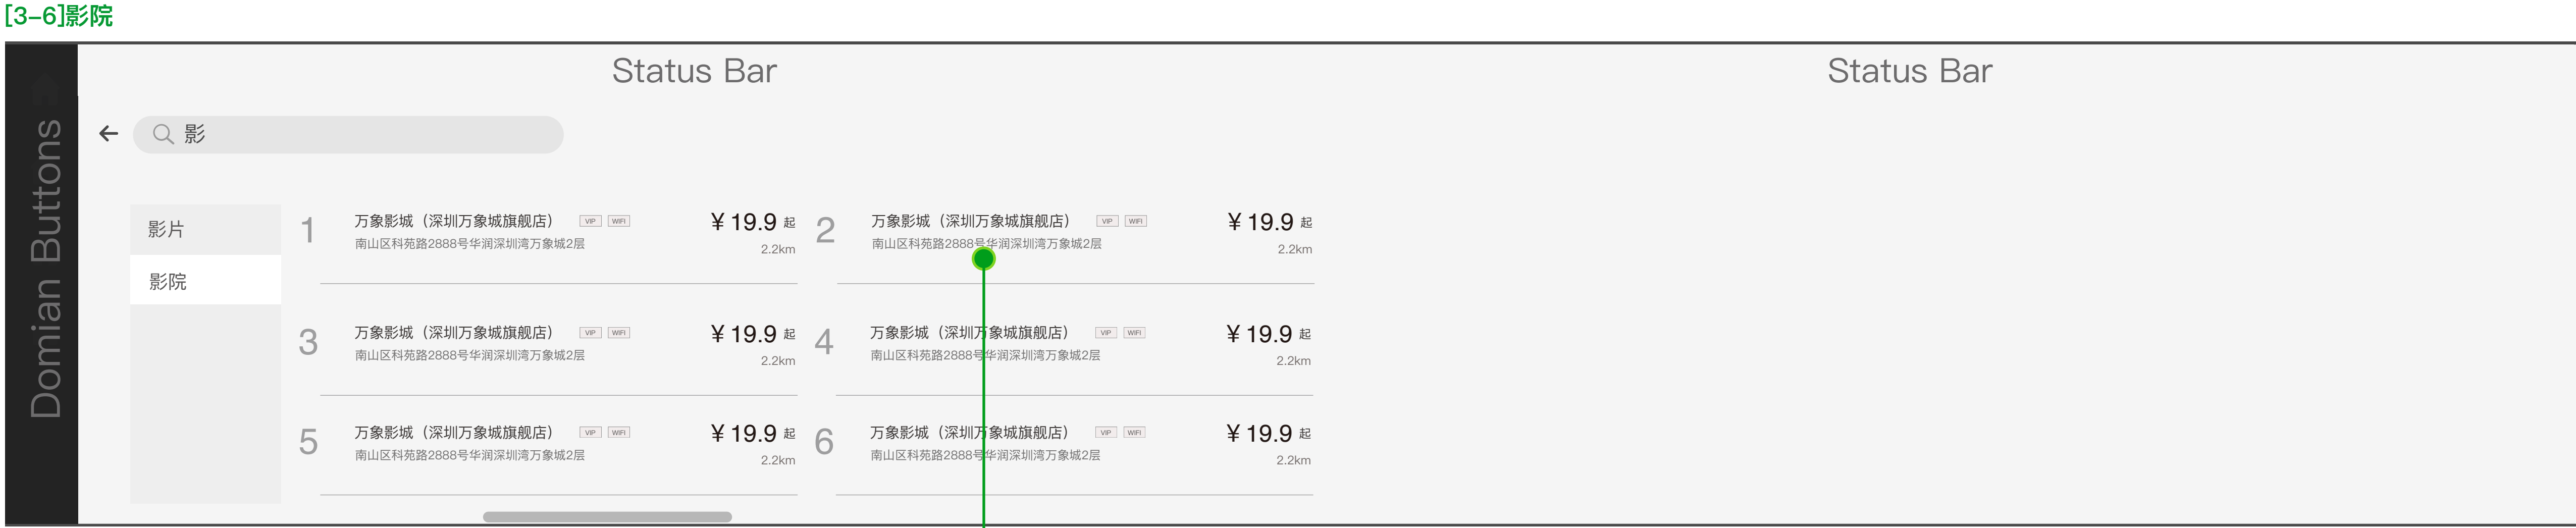 [3-6]影院
Status Bar
Status Bar
Domian Buttons
影
影片
影院
1
万象影城（深圳万象城旗舰店） VIP WIFI
南山区科苑路2888号华润深圳湾万象城2层
¥ 19.9 起
2.2km
2
万象影城（深圳万象城旗舰店） VIP WIFI
南山区科苑路2888号华润深圳湾万象城2层
¥ 19.9 起
2.2km
3
万象影城（深圳万象城旗舰店） VIP WIFI
南山区科苑路2888号华润深圳湾万象城2层
¥ 19.9 起
2.2km
4
万象影城（深圳万象城旗舰店） VIP WIFI
南山区科苑路2888号华润深圳湾万象城2层
¥ 19.9 起
2.2km
5
万象影城（深圳万象城旗舰店） VIP WIFI
南山区科苑路2888号华润深圳湾万象城2层
¥ 19.9 起
2.2km
6
万象影城（深圳万象城旗舰店） VIP WIFI
南山区科苑路2888号华润深圳湾万象城2层
¥ 19.9 起
2.2km